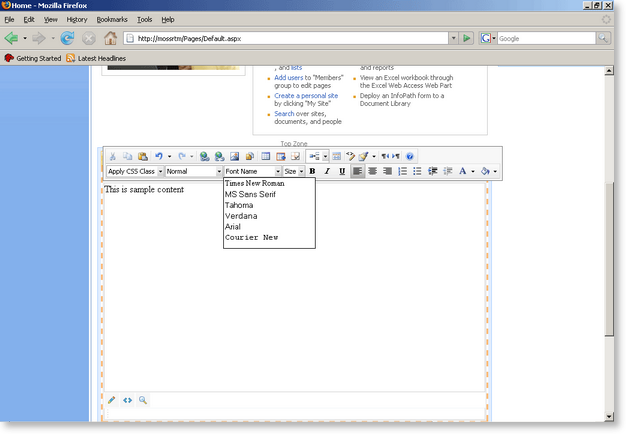 Home - Mozilla Firefox
File Edit View History Bookmarks Tools Help
http://mossrtm/Pages/Default.aspx
Google
Getting Started Latest Headlines
, and lists
Add users to "Members"
group to edit pages
Create a personal site
by clicking "My Site"
Search over sites,
documents, and people
and reports
View an Excel workbook through
the Excel Web Access Web Part
Deploy an InfoPath form to a
Document Library
Top Zone
Apply CSS Class Normal Font Name Size B I U A
This is sample content
Times New Roman
MS Sans Serif
Tahoma
Verdana
Arial
Courier New